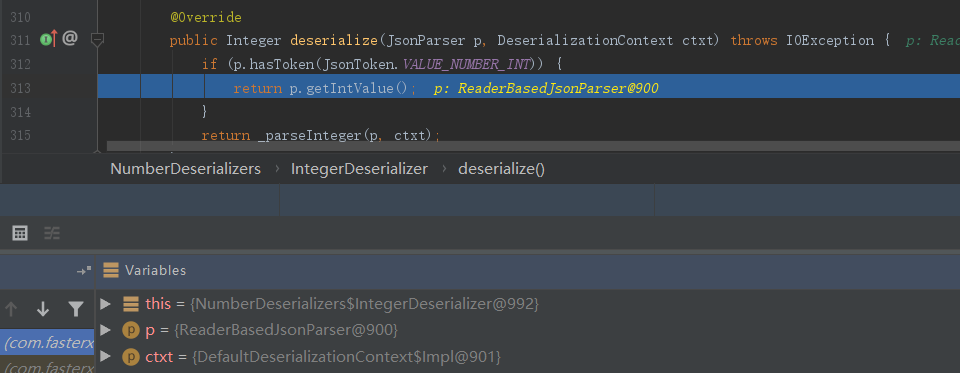 310 @Override
311 @ public Integer deserialize(JsonParser p, DeserializationContext ctxt) throws IOException { p: Read
312 if (p.hasToken(JsonToken.VALUE_NUMBER_INT)) {
313 return p.getIntValue(); p: ReaderBasedJsonParser@900
314 }
315 return _parseInteger(p, ctxt);
NumberDeserializers › IntegerDeserializer › deserialize()
Variables
this = {NumberDeserializers$IntegerDeserializer@992}
p = {ReaderBasedJsonParser@900}
(com.fasterx
ctxt = {DefaultDeserializationContext$Impl@901}
(com.fasterx